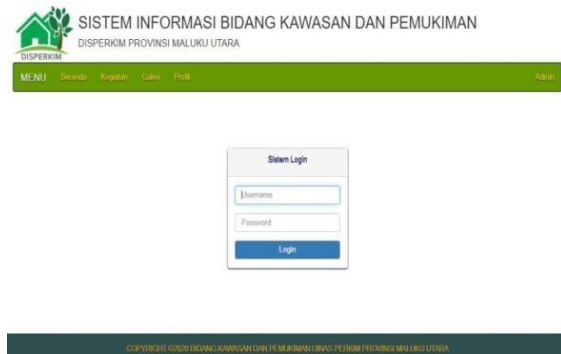 SISTEM INFORMASI BIDANG KAWASAN DAN PEMUKIMAN
DISPERKIM PROVINSI MALUKU UTARA
DISPERKIM
MENU Beranda Kegiatan Galeri Profil Admin
Sistem Login
Username
Password
Login
COPYRIGHT ©2020 BIDANG KAWASAN DAN PEMUKIMAN DINAS PERKIM PROVINSI MALUKU UTARA